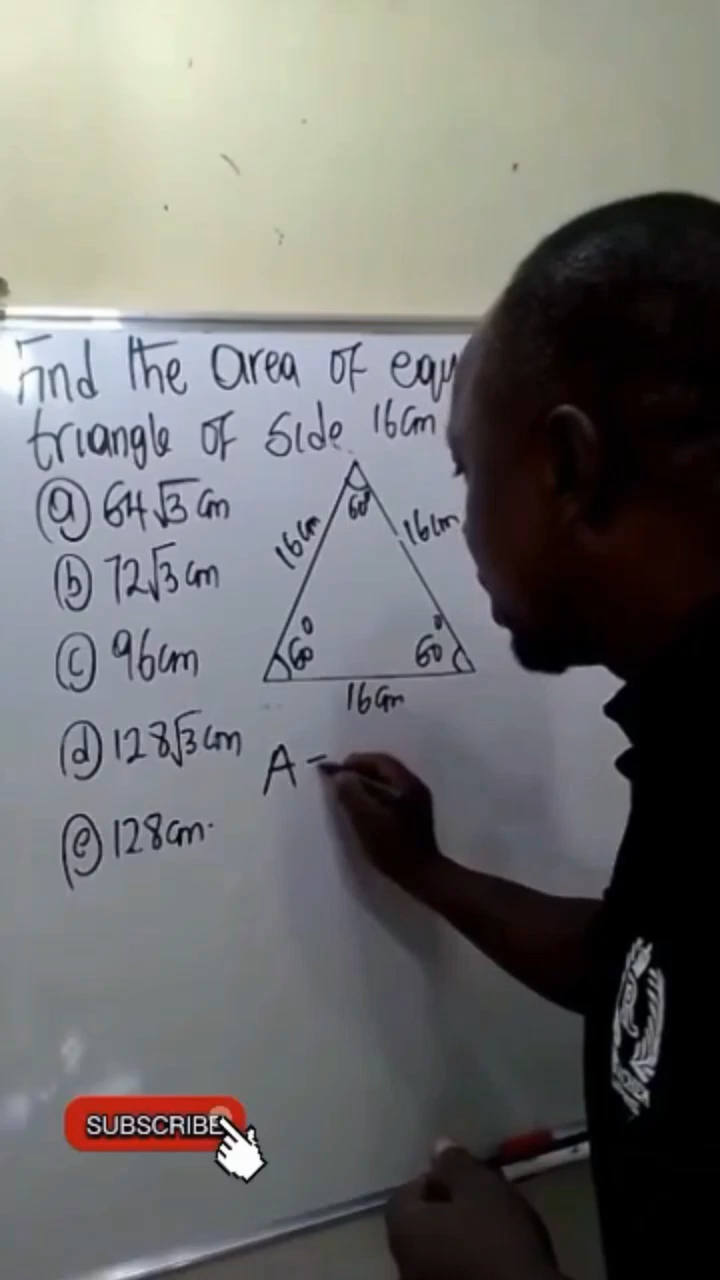 Find the area of equ
triangle of side 16cm
(a) 64√3 cm
(b) 72√3 cm
(c) 96cm
(d) 128√3 cm
(e) 128cm.
60°
16cm
16cm
60°
60°
16cm
A =
SUBSCRIBE